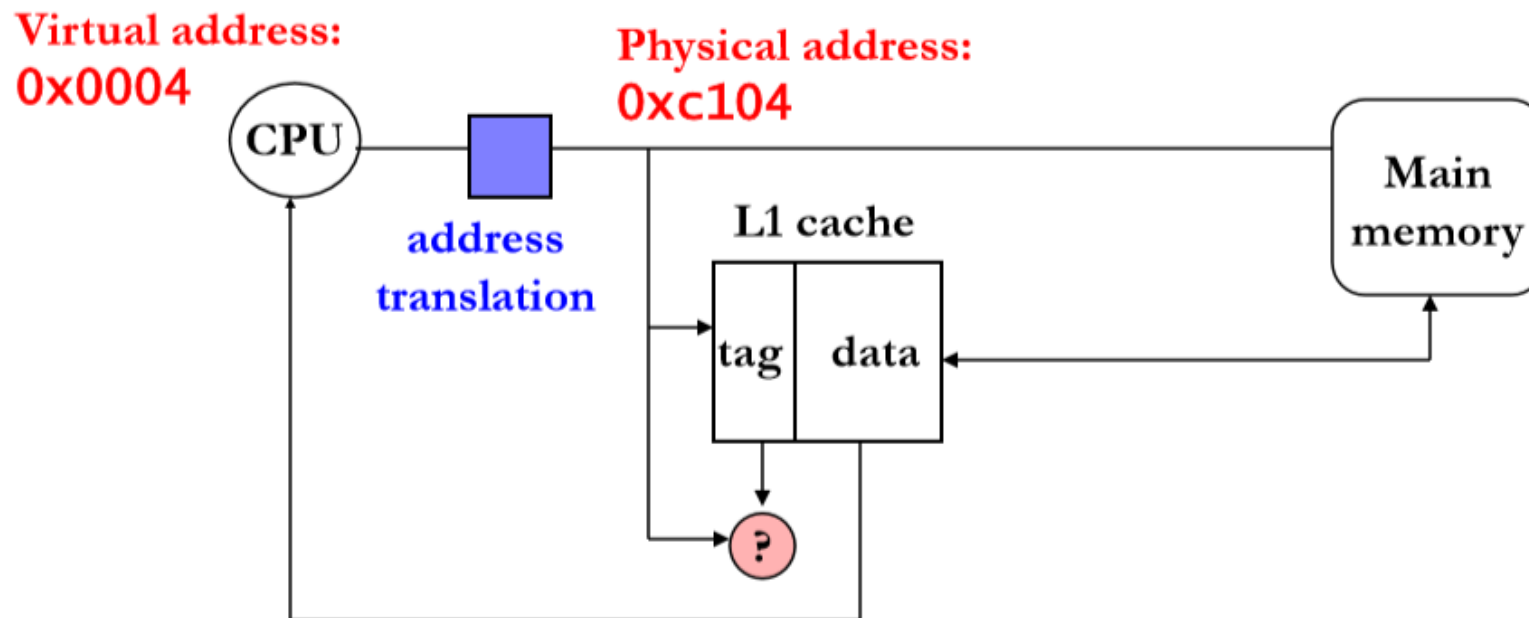 Virtual address:
0x0004
Physical address:
0xc104
CPU
Main
memory
address
translation
L1 cache
tag
data
?